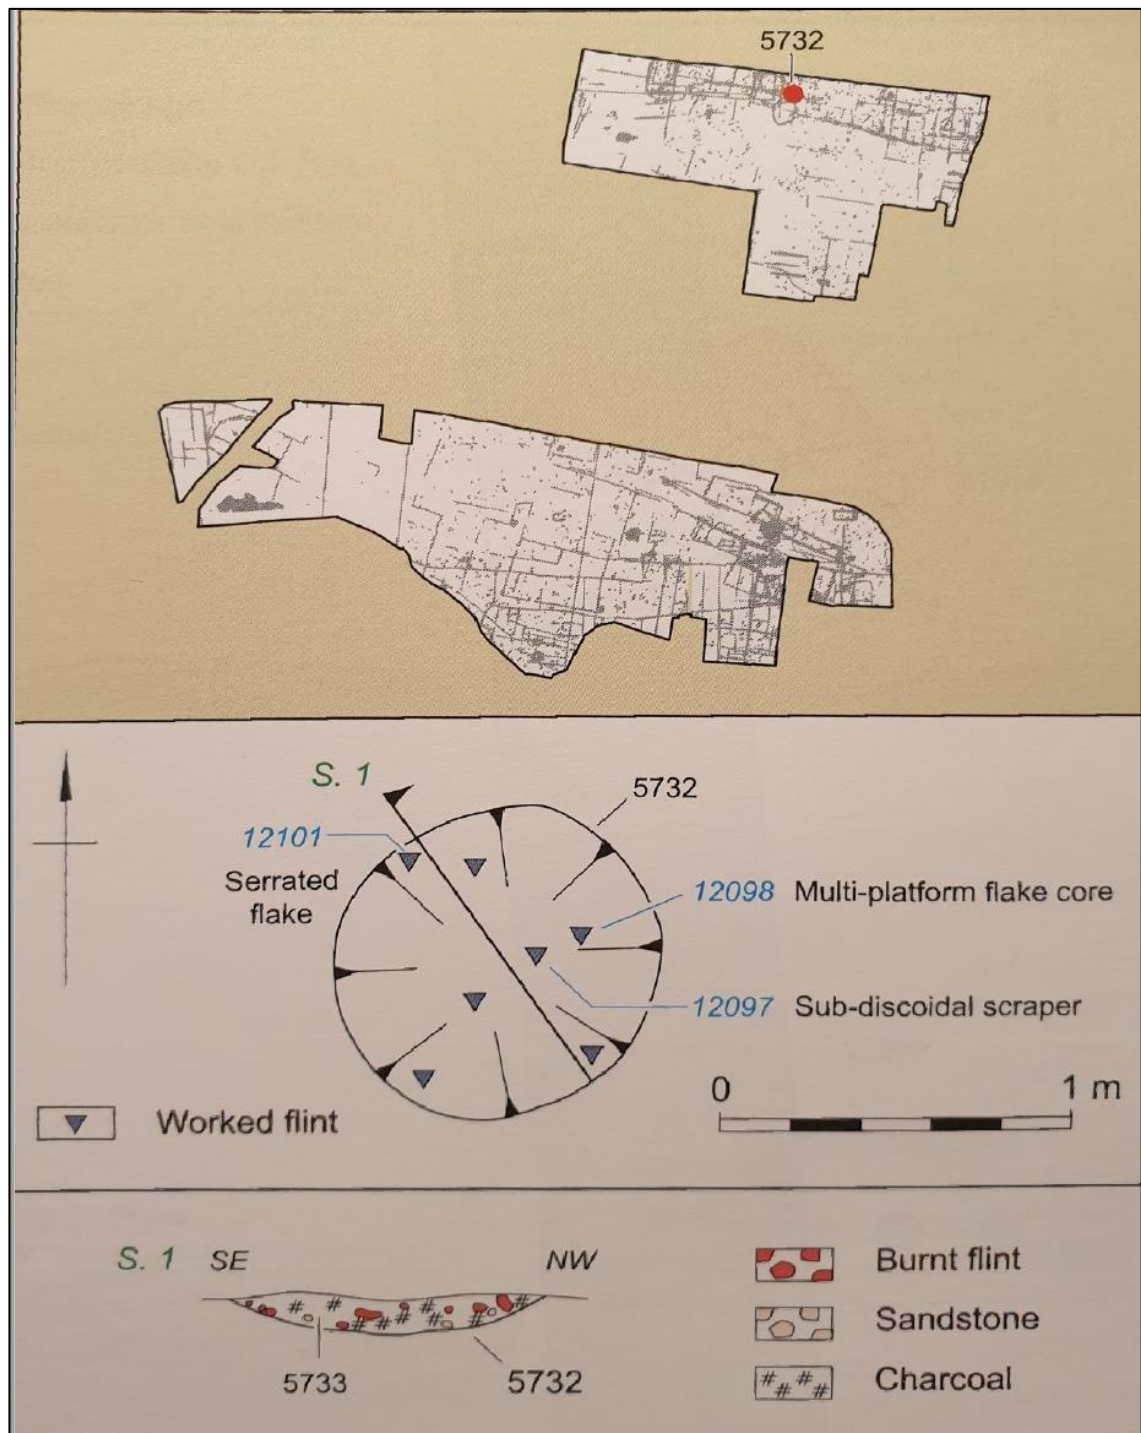 5732
S. 1
5732
12101
Serrated
flake
12098 Multi-platform flake core
12097 Sub-discoidal scraper
0 1 m
Worked flint
S. 1 SE NW
Burnt flint
Sandstone
5733 5732
Charcoal